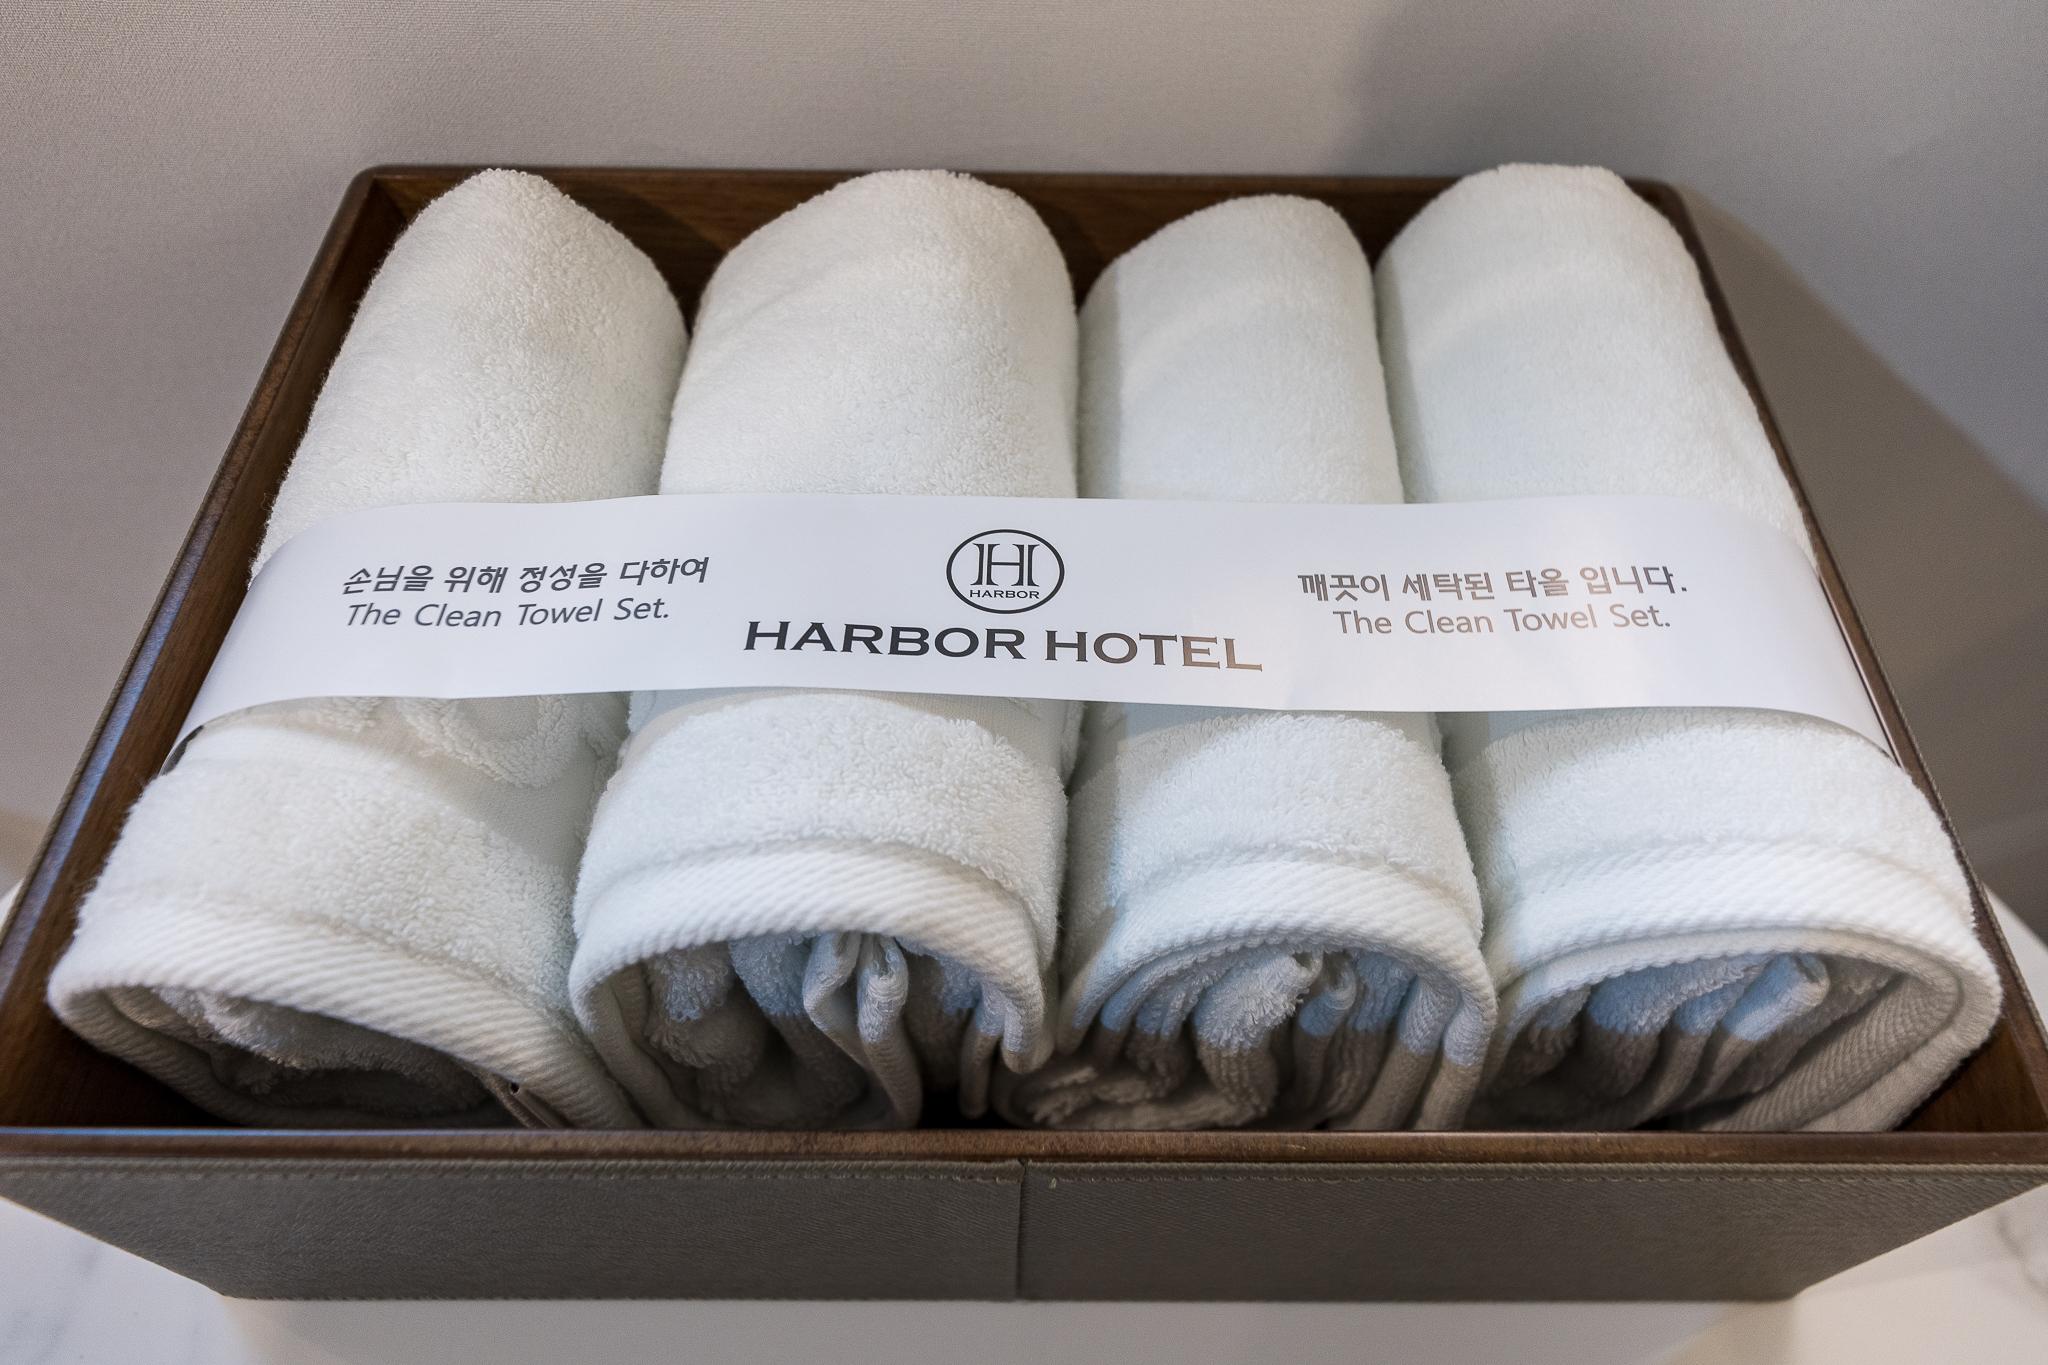 손님을 위해 정성을 다하여
The Clean Towel Set.
H
HARBOR
HARBOR HOTEL
깨끗이 세탁된 타올 입니다.
The Clean Towel Set.